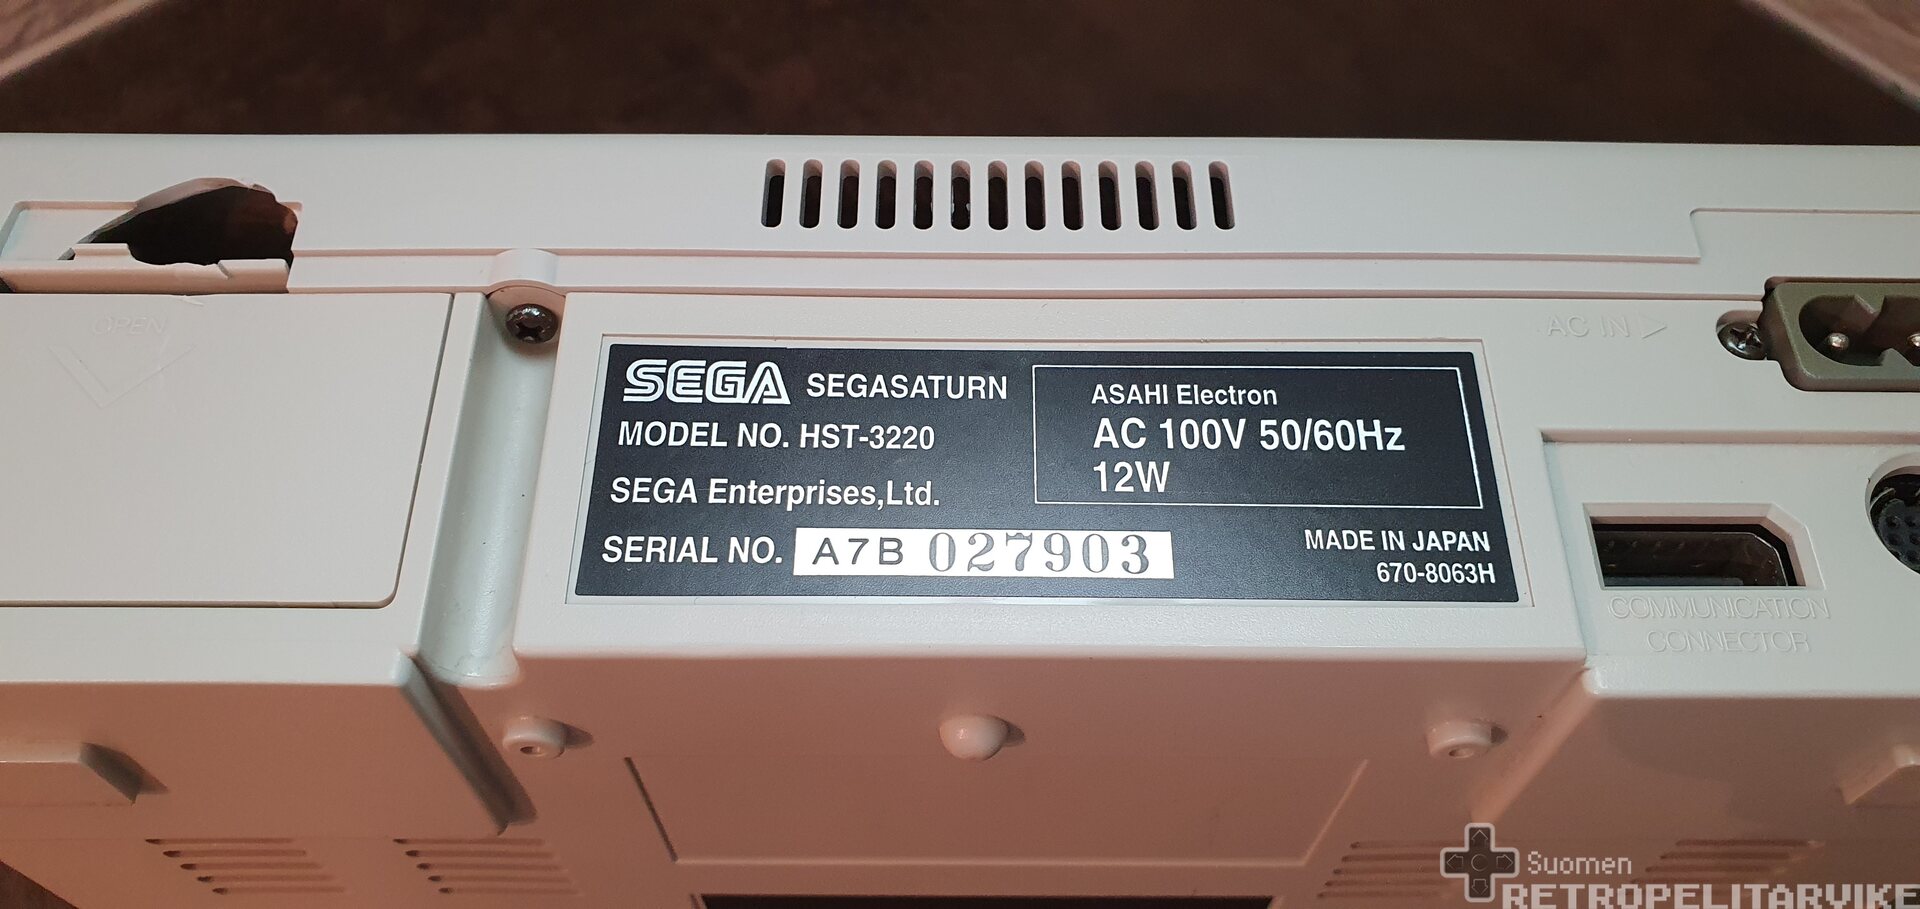 OPEN
SEGA SEGASATURN
MODEL NO. HST-3220
SEGA Enterprises,Ltd.
SERIAL NO. A7B 027903
ASAHI Electron
AC 100V 50/60Hz
12W
MADE IN JAPAN
670-8063H
AC IN
COMMUNICATION
CONNECTOR
Suomen
RETROPELITARVIKE